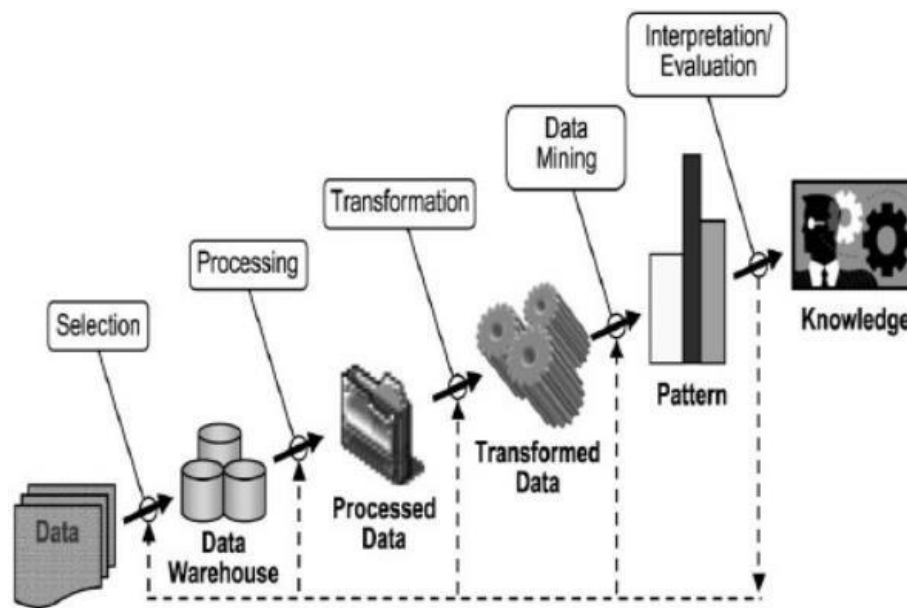 Interpretation/
Evaluation
Data
Mining
Transformation
Processing
Selection
Knowledge
Pattern
Transformed
Data
Processed
Data
Data
Warehouse
Data